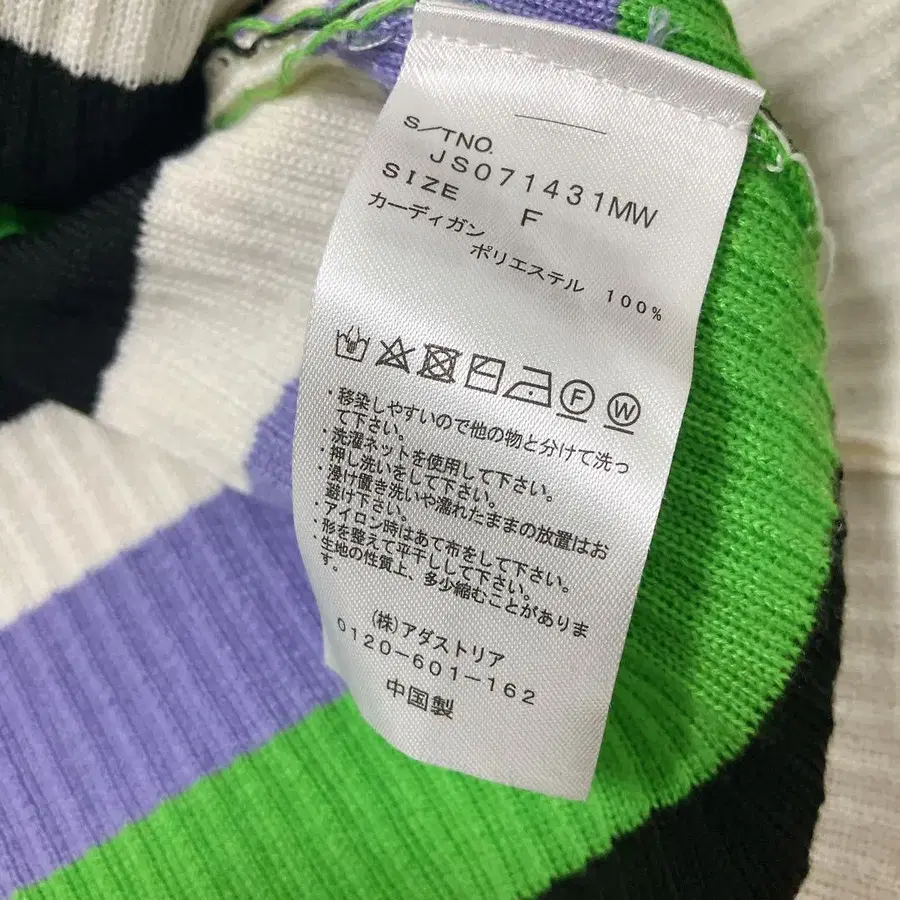 S/TNO.
JS071431MW
SIZE F
カーディガン
ポリエステル 100%
F W
・移染しやすいので他の物と分けて洗っ
て下さい。
・洗濯ネットを使用して下さい。
・押し洗いをして下さい。
・浸け置き洗いや濡れたままの放置はお
避け下さい。
・アイロン時はあて布をして下さい。
・形を整えて平干しして下さい。
・生地の性質上、多少縮むことがありま
す。
(株)アダストリア
0120-601-162
中国製